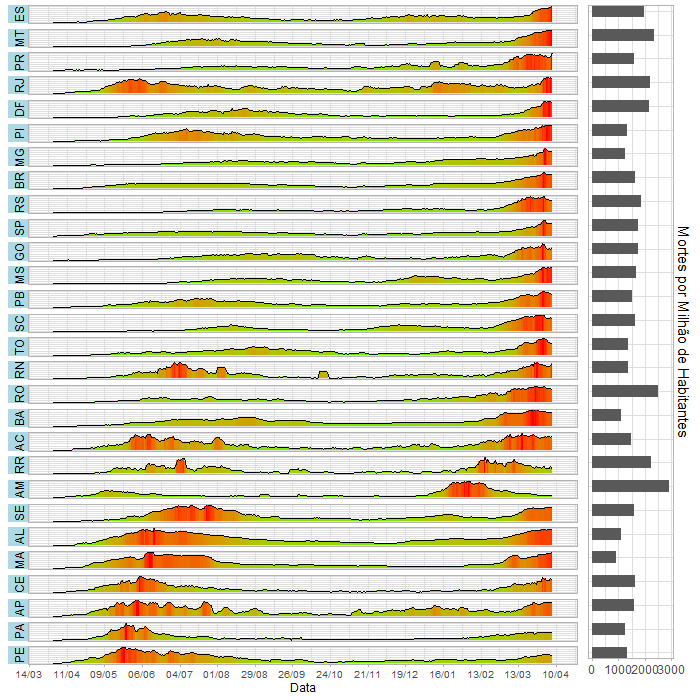 ES
MT
PR
RJ
DF
PI
MG
BR
RS
SP
GO
MS
PB
SC
TO
RN
RO
BA
AC
RR
AM
SE
AL
MA
CE
AP
PA
PE
14/03 11/04 09/05 06/06 04/07 01/08 29/08 26/09 24/10 21/11 19/12 16/01 13/02 13/03 10/04
Data
0 1000 2000 3000
Mortes por Milhão de Habitantes